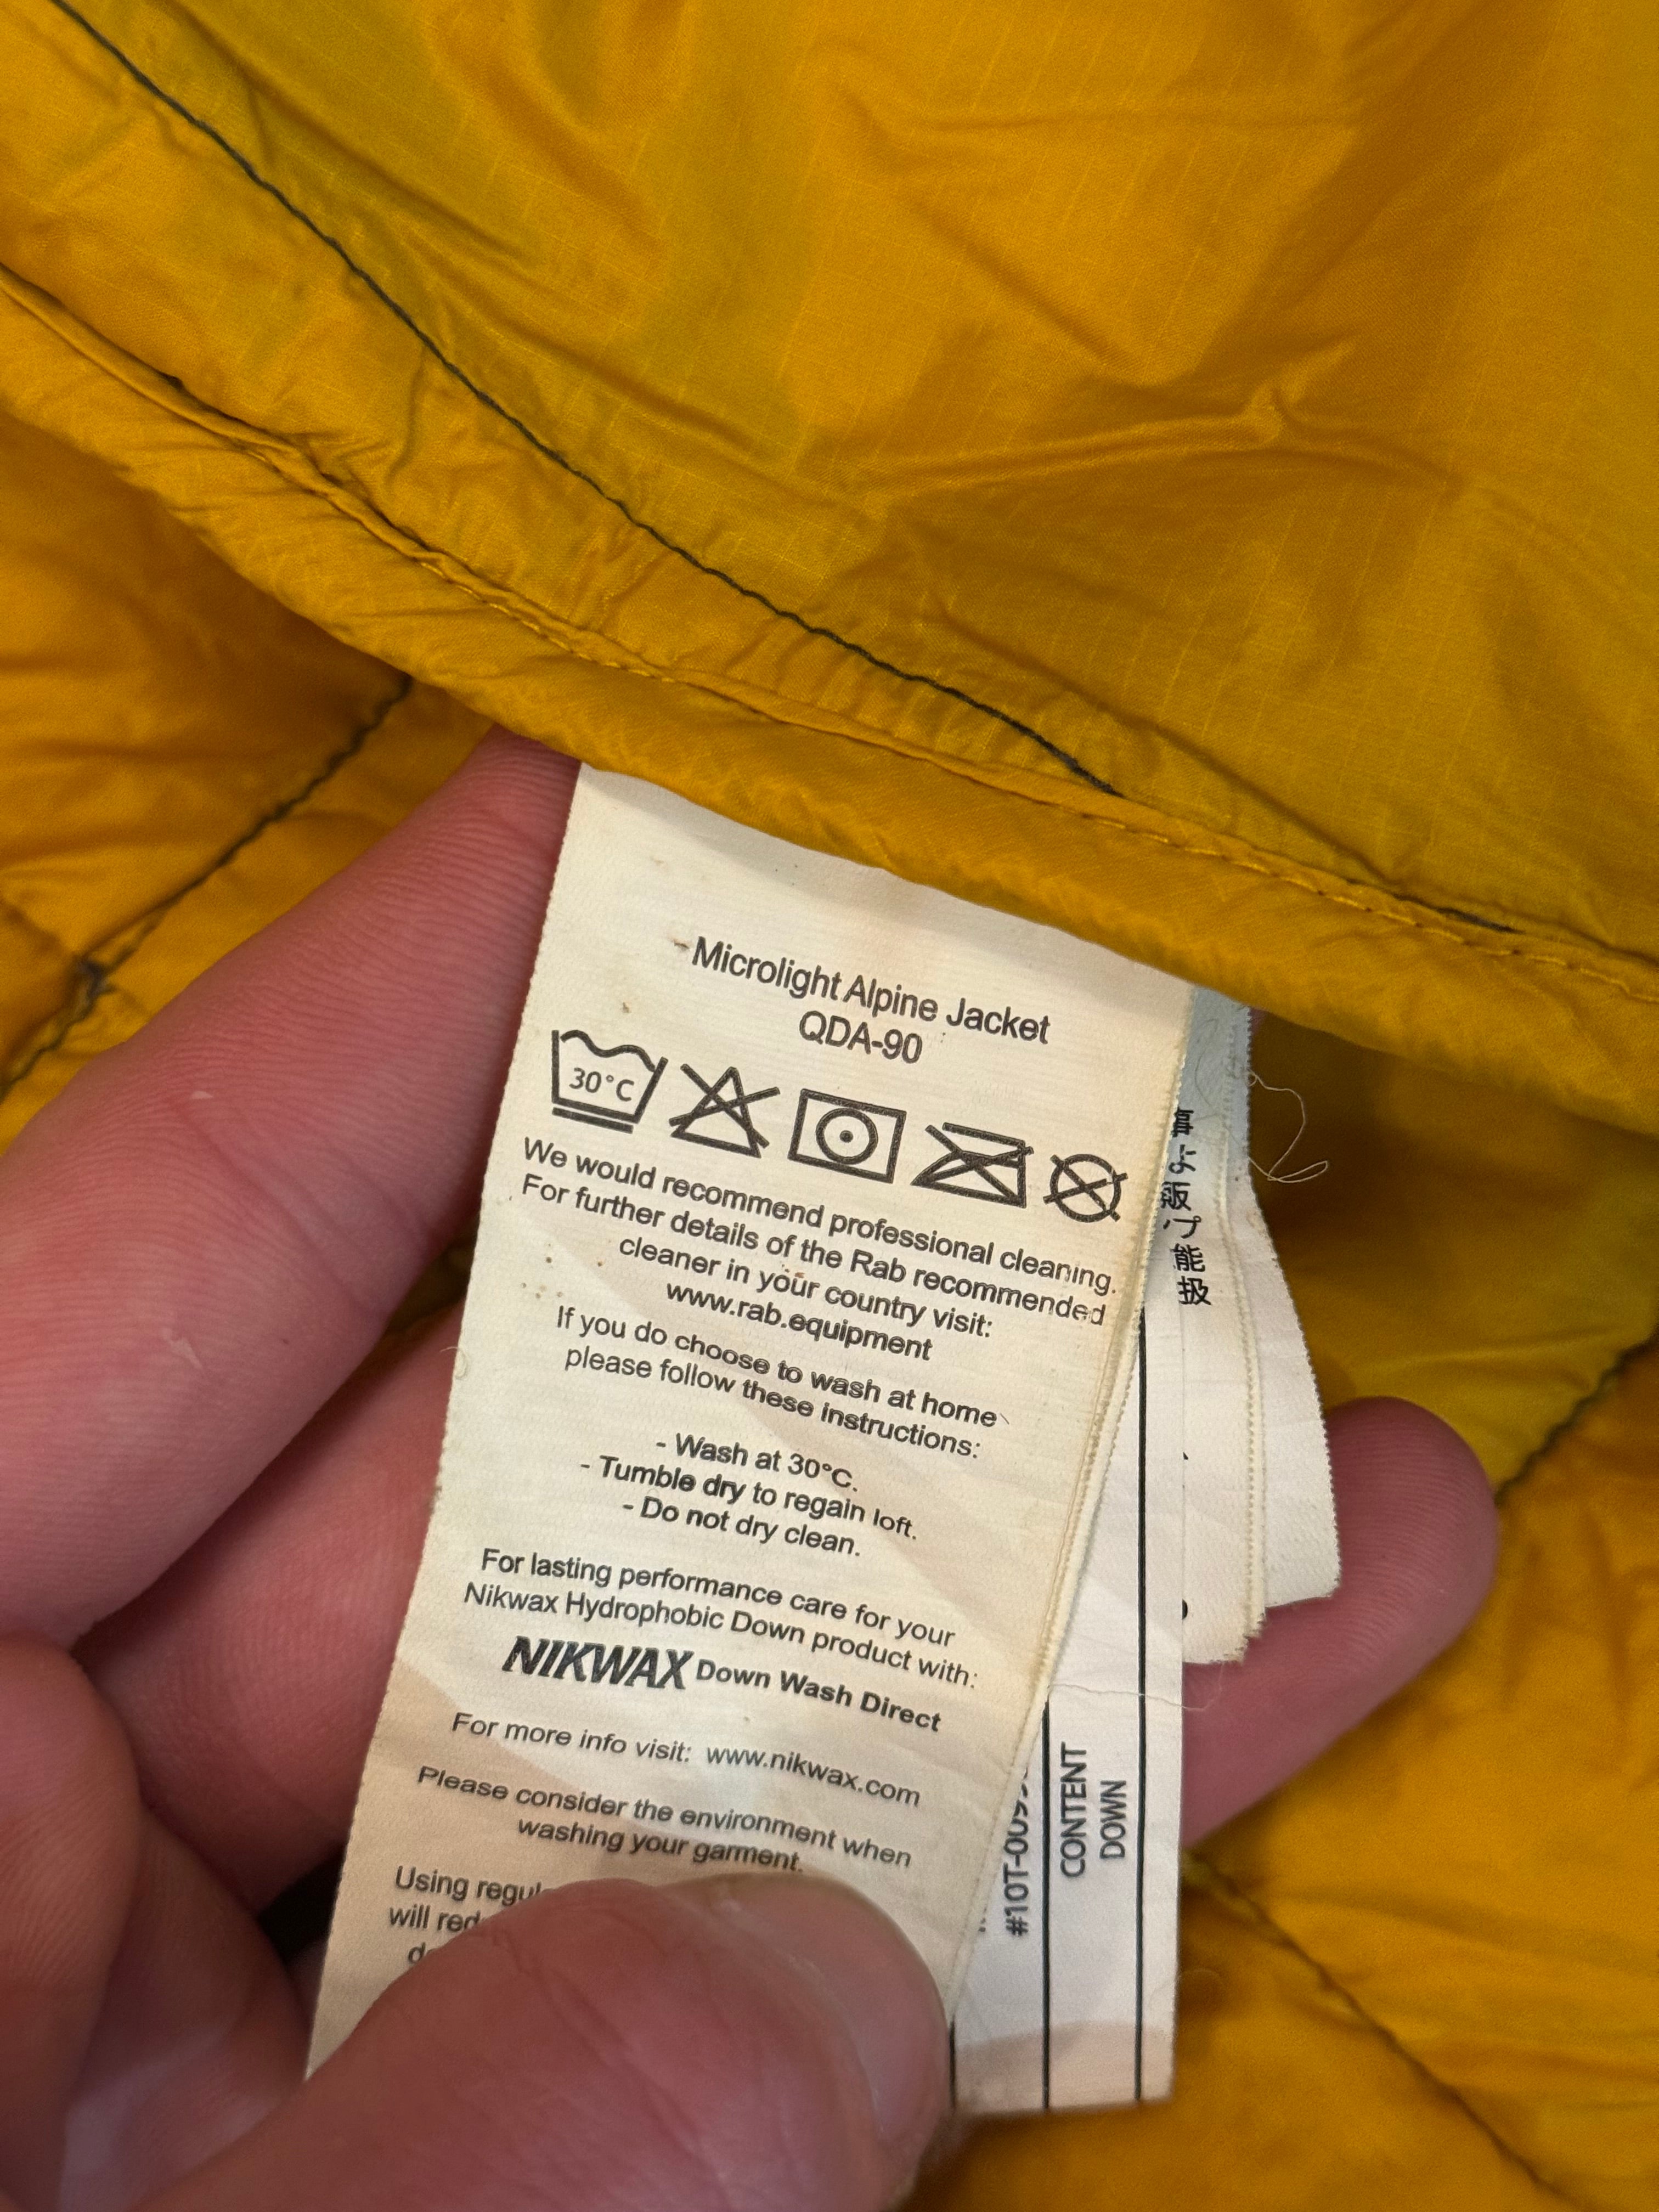 Microlight Alpine Jacket
QDA-90
30°C
We would recommend professional cleaning.
For further details of the Rab recommended
cleaner in your country visit:
www.rab.equipment
If you do choose to wash at home
please follow these instructions:
- Wash at 30°C.
- Tumble dry to regain loft.
- Do not dry clean.
For lasting performance care for your
Nikwax Hydrophobic Down product with:
NIKWAX Down Wash Direct
For more info visit: www.nikwax.com
Please consider the environment when
washing your garment.
Using
will
CONTENT
DOWN
プ
能
扱